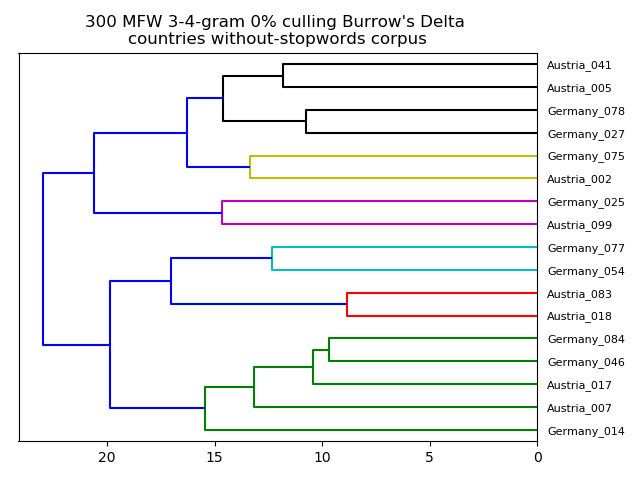 300 MFW 3-4-gram 0% culling Burrow's Delta
countries without-stopwords corpus
Austria_041
Austria_005
Germany_078
Germany_027
Germany_075
Austria_002
Germany_025
Austria_099
Germany_077
Germany_054
Austria_083
Austria_018
Germany_084
Germany_046
Austria_017
Austria_007
Germany_014
20 15 10 5 0